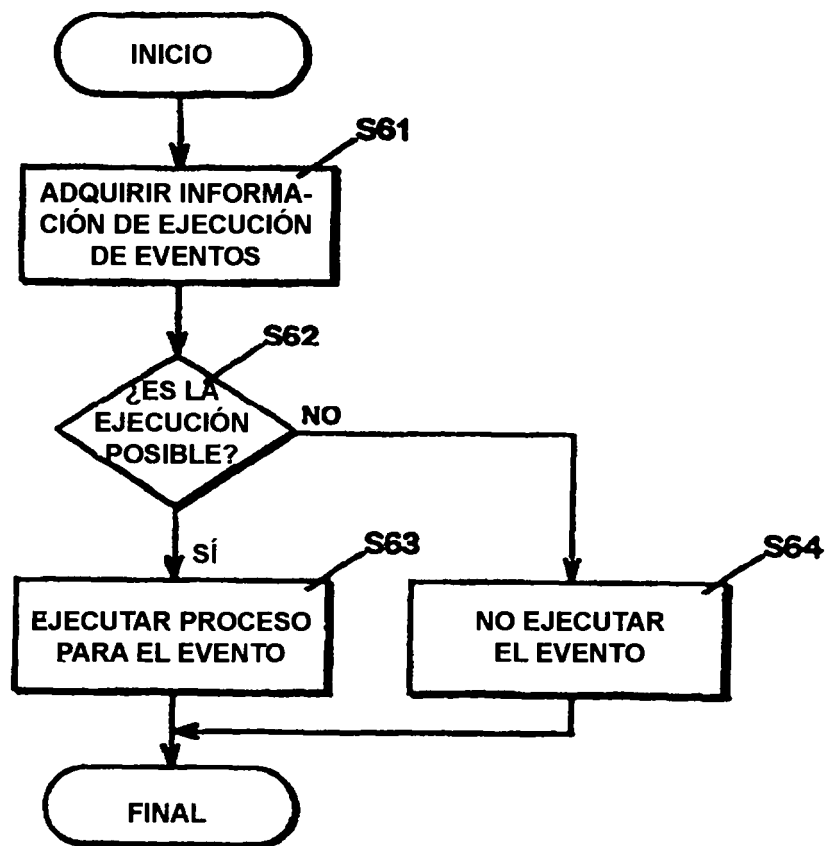 INICIO
S61
ADQUIRIR INFORMA-
CIÓN DE EJECUCIÓN
DE EVENTOS
S62
¿ES LA
EJECUCIÓN
POSIBLE?
NO
SÍ
S63
EJECUTAR PROCESO
PARA EL EVENTO
S64
NO EJECUTAR
EL EVENTO
FINAL